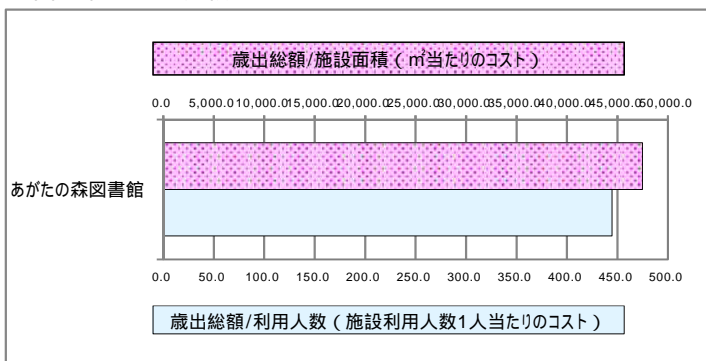 歳出総額/施設面積(㎡当たりのコスト)
0.0 5,000.0 10,000.0 15,000.0 20,000.0 25,000.0 30,000.0 35,000.0 40,000.0 45,000.0 50,000.0
あがたの森図書館
0.0 50.0 100.0 150.0 200.0 250.0 300.0 350.0 400.0 450.0 500.0
歳出総額/利用人数(施設利用人数1人当たりのコスト)